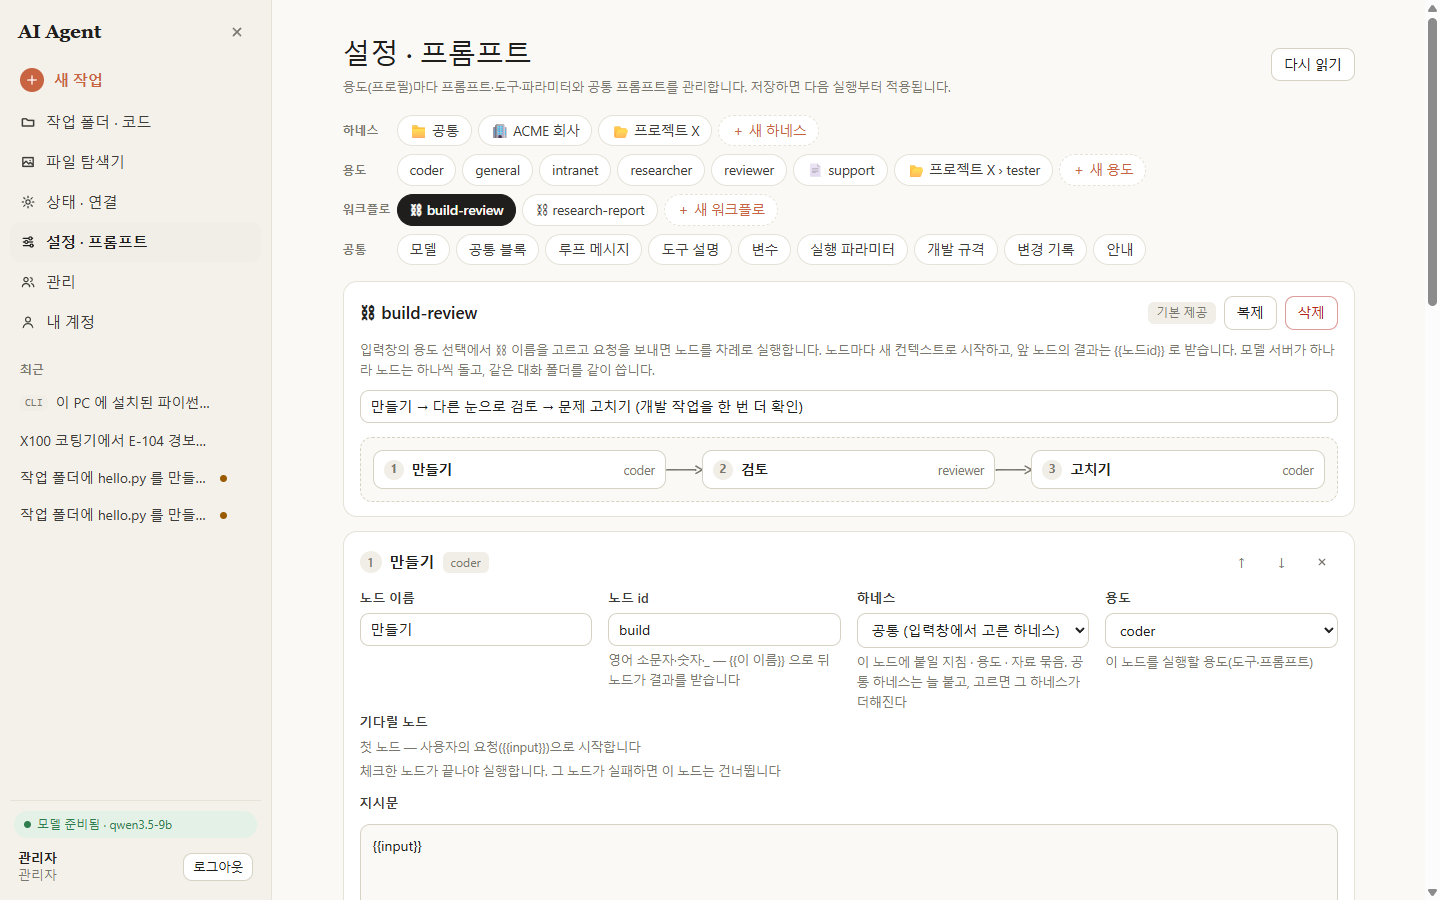 AI Agent
×
+ 새 작업
작업 폴더 · 코드
파일 탐색기
상태 · 연결
설정 · 프롬프트
관리
내 계정
최근
CLI 이 PC 에 설치된 파이썬...
X100 코팅기에서 E-104 경보...
작업 폴더에 hello.py 를 만들...
작업 폴더에 hello.py 를 만들...
모델 준비됨 · qwen3.5-9b
관리자
관리자
로그아웃
설정 · 프롬프트
다시 읽기
용도(프로필)마다 프롬프트·도구·파라미터와 공통 프롬프트를 관리합니다. 저장하면 다음 실행부터 적용됩니다.
하네스 공통 ACME 회사 프로젝트 X + 새 하네스
용도 coder general intranet researcher reviewer support 프로젝트 X › tester + 새 용도
워크플로 ⛓ build-review ⛓ research-report + 새 워크플로
공통 모델 공통 블록 루프 메시지 도구 설명 변수 실행 파라미터 개발 규격 변경 기록 안내
⛓ build-review
기본 제공 복제 삭제
입력창의 용도 선택에서 ⛓ 이름을 고르고 요청을 보내면 노드를 차례로 실행합니다. 노드마다 새 컨텍스트로 시작하고, 앞 노드의 결과는 {{노드id}} 로 받습니다. 모델 서버가 하나
라 노드는 하나씩 돌고, 같은 대화 폴더를 같이 씁니다.
만들기 → 다른 눈으로 검토 → 문제 고치기 (개발 작업을 한 번 더 확인)
1 만들기 coder 2 검토 reviewer 3 고치기 coder
1 만들기 coder ↑ ↓ ×
노드 이름 노드 id 하네스 용도
만들기 build 공통 (입력창에서 고른 하네스) coder
영어 소문자·숫자·_ — {{이 이름}} 으로 뒤
노드가 결과를 받습니다
이 노드에 붙일 지침 · 용도 · 자료 묶음. 공
통 하네스는 늘 붙고, 고르면 그 하네스가
더해진다
이 노드를 실행할 용도(도구·프롬프트)
기다릴 노드
첫 노드 — 사용자의 요청({{input}})으로 시작합니다
체크한 노드가 끝나야 실행합니다. 그 노드가 실패하면 이 노드는 건너뜁니다
지시문
{{input}}